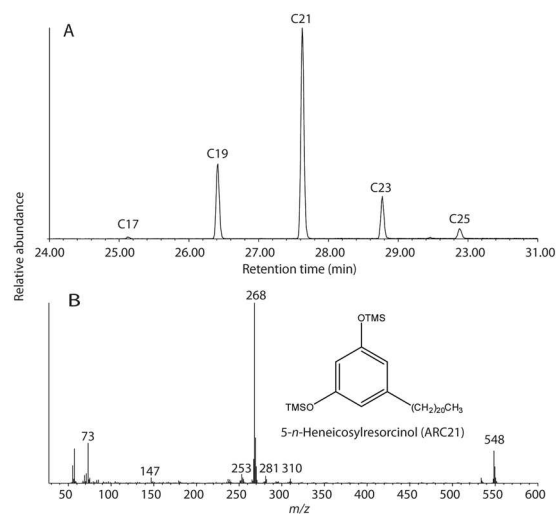 A
C21
C19
C23
C17
C25
Relative abundance
24.00 25.00 26.00 27.00 28.00 29.00 23.00 31.00
Retention time (min)
B
268
OTMS
TMSO
(CH2)20CH3
5-n-Heneicosylresorcinol (ARC21)
73
548
147
253 281 310
50 100 150 200 250 300 350 400 450 500 550 600
m/z